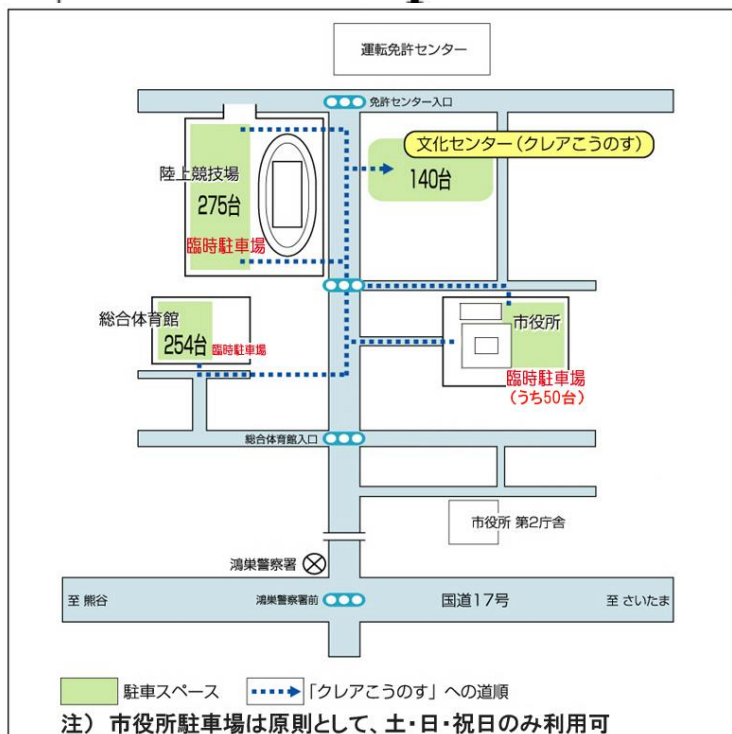 運転免許センター
免許センター入口
文化センター（クレアこうのす）
140台
陸上競技場
275台
臨時駐車場
総合体育館
254台
臨時駐車場
市役所
臨時駐車場
（うち50台）
総合体育館入口
市役所 第2庁舎
鴻巣警察署
至 熊谷
鴻巣警察署前
国道17号
至 さいたま
駐車スペース
「クレアこうのす」への道順
注） 市役所駐車場は原則として、土・日・祝日のみ利用可